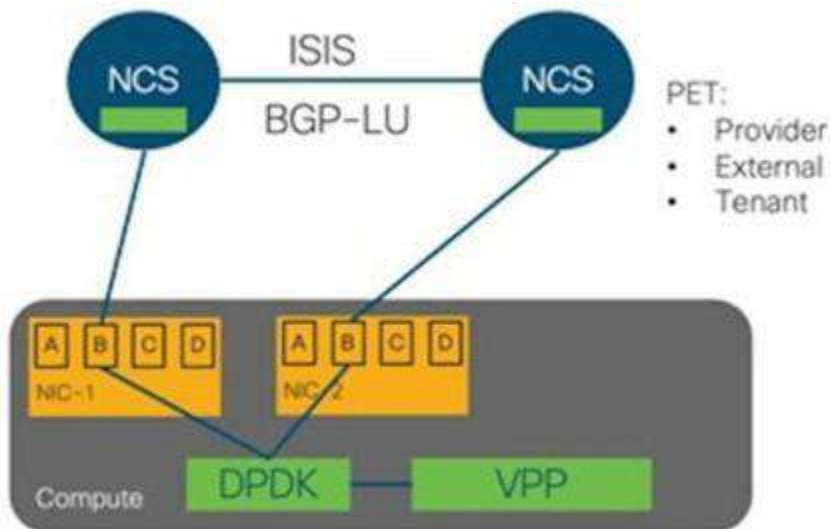 NCS
ISIS
BGP-LU
NCS
PET:
• Provider
• External
• Tenant
A B C D
NIC-1
A B C D
NIC-2
Compute
DPDK
VPP